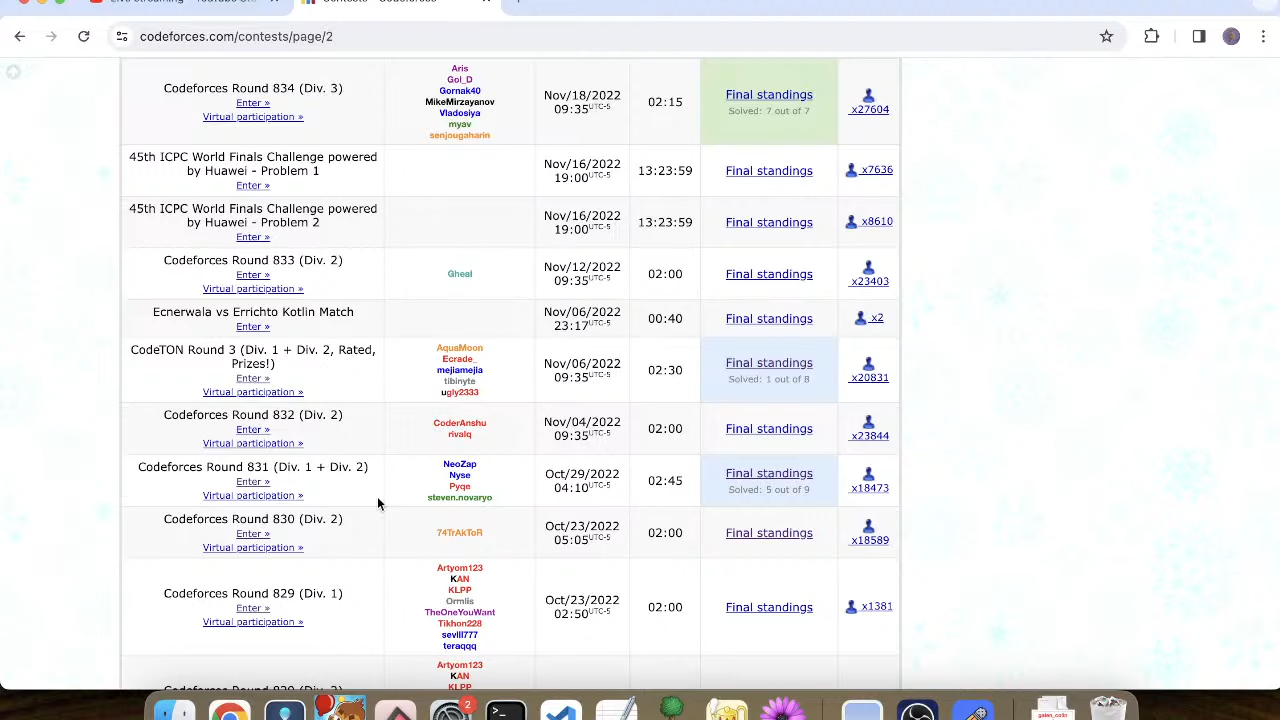 codeforces.com/contests/page/2
Codeforces Round 834 (Div. 3)
Enter »
Virtual participation »
Aris
Gol_D
Gornak40
MikeMirzayanov
Vladosiya
myav
senjougaharin
Nov/18/2022
09:35UTC-5
02:15
Final standings
Solved: 7 out of 7
x27604
45th ICPC World Finals Challenge powered
by Huawei - Problem 1
Enter »
Nov/16/2022
19:00UTC-5
13:23:59
Final standings
x7636
45th ICPC World Finals Challenge powered
by Huawei - Problem 2
Enter »
Nov/16/2022
19:00UTC-5
13:23:59
Final standings
x8610
Codeforces Round 833 (Div. 2)
Enter »
Virtual participation »
Gheal
Nov/12/2022
09:35UTC-5
02:00
Final standings
x23403
Ecnerwala vs Errichto Kotlin Match
Enter »
Nov/06/2022
23:17UTC-5
00:40
Final standings
x2
CodeTON Round 3 (Div. 1 + Div. 2, Rated,
Prizes!)
Enter »
Virtual participation »
AquaMoon
Ecrade_
mejiamejia
tibinyte
ugly2333
Nov/06/2022
09:35UTC-5
02:30
Final standings
Solved: 1 out of 8
x20831
Codeforces Round 832 (Div. 2)
Enter »
Virtual participation »
CoderAnshu
rivalq
Nov/04/2022
09:35UTC-5
02:00
Final standings
x23844
Codeforces Round 831 (Div. 1 + Div. 2)
Enter »
Virtual participation »
NeoZap
Nyse
Pyqe
steven.novaryo
Oct/29/2022
04:10UTC-5
02:45
Final standings
Solved: 5 out of 9
x18473
Codeforces Round 830 (Div. 2)
Enter »
Virtual participation »
74TrAkToR
Oct/23/2022
05:05UTC-5
02:00
Final standings
x18589
Codeforces Round 829 (Div. 1)
Enter »
Virtual participation »
Artyom123
KAN
KLPP
Ormlis
TheOneYouWant
Tikhon228
sevlll777
teraqqq
Oct/23/2022
02:50UTC-5
02:00
Final standings
x1381
Artyom123
KAN
KLPP
2
galen_colin